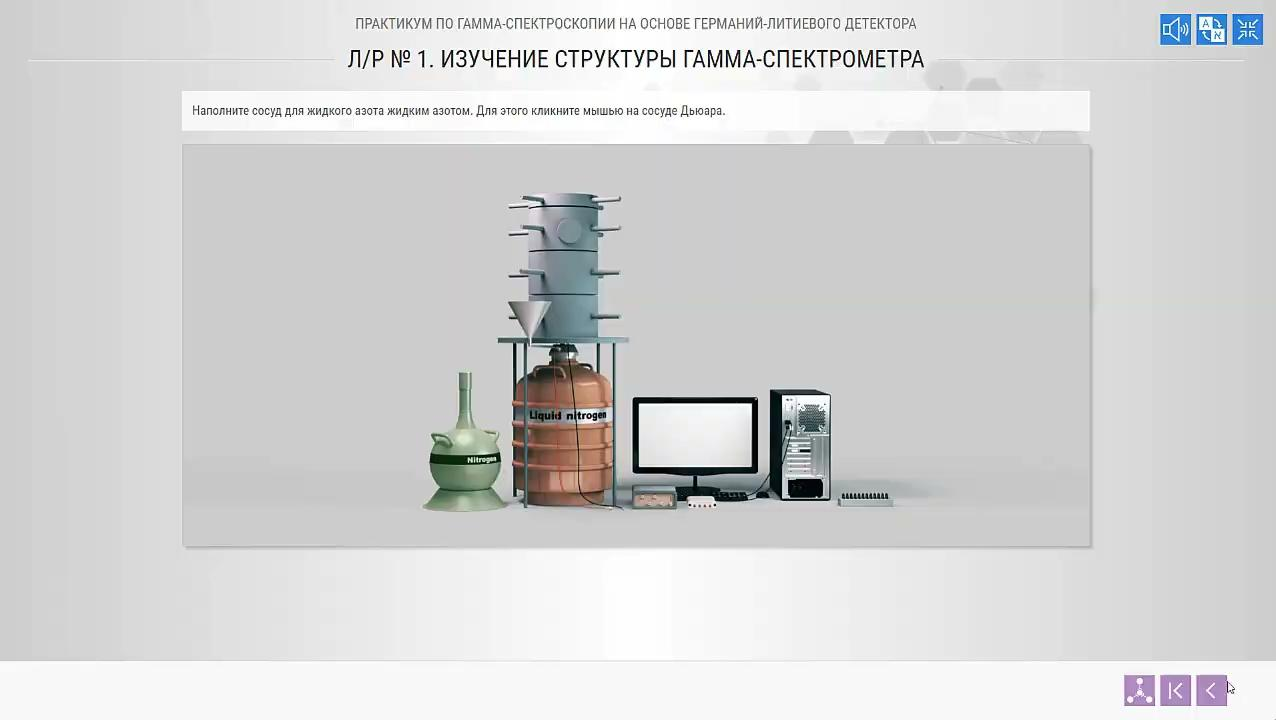 ПРАКТИКУМ ПО ГАММА-СПЕКТРОСКОПИИ НА ОСНОВЕ ГЕРМАНИЙ-ЛИТИЕВОГО ДЕТЕКТОРА
Л/Р № 1. ИЗУЧЕНИЕ СТРУКТУРЫ ГАММА-СПЕКТРОМЕТРА
Наполните сосуд для жидкого азота жидким азотом. Для этого кликните мышью на сосуде Дьюара.
Liquid nitrogen
Nitrogen